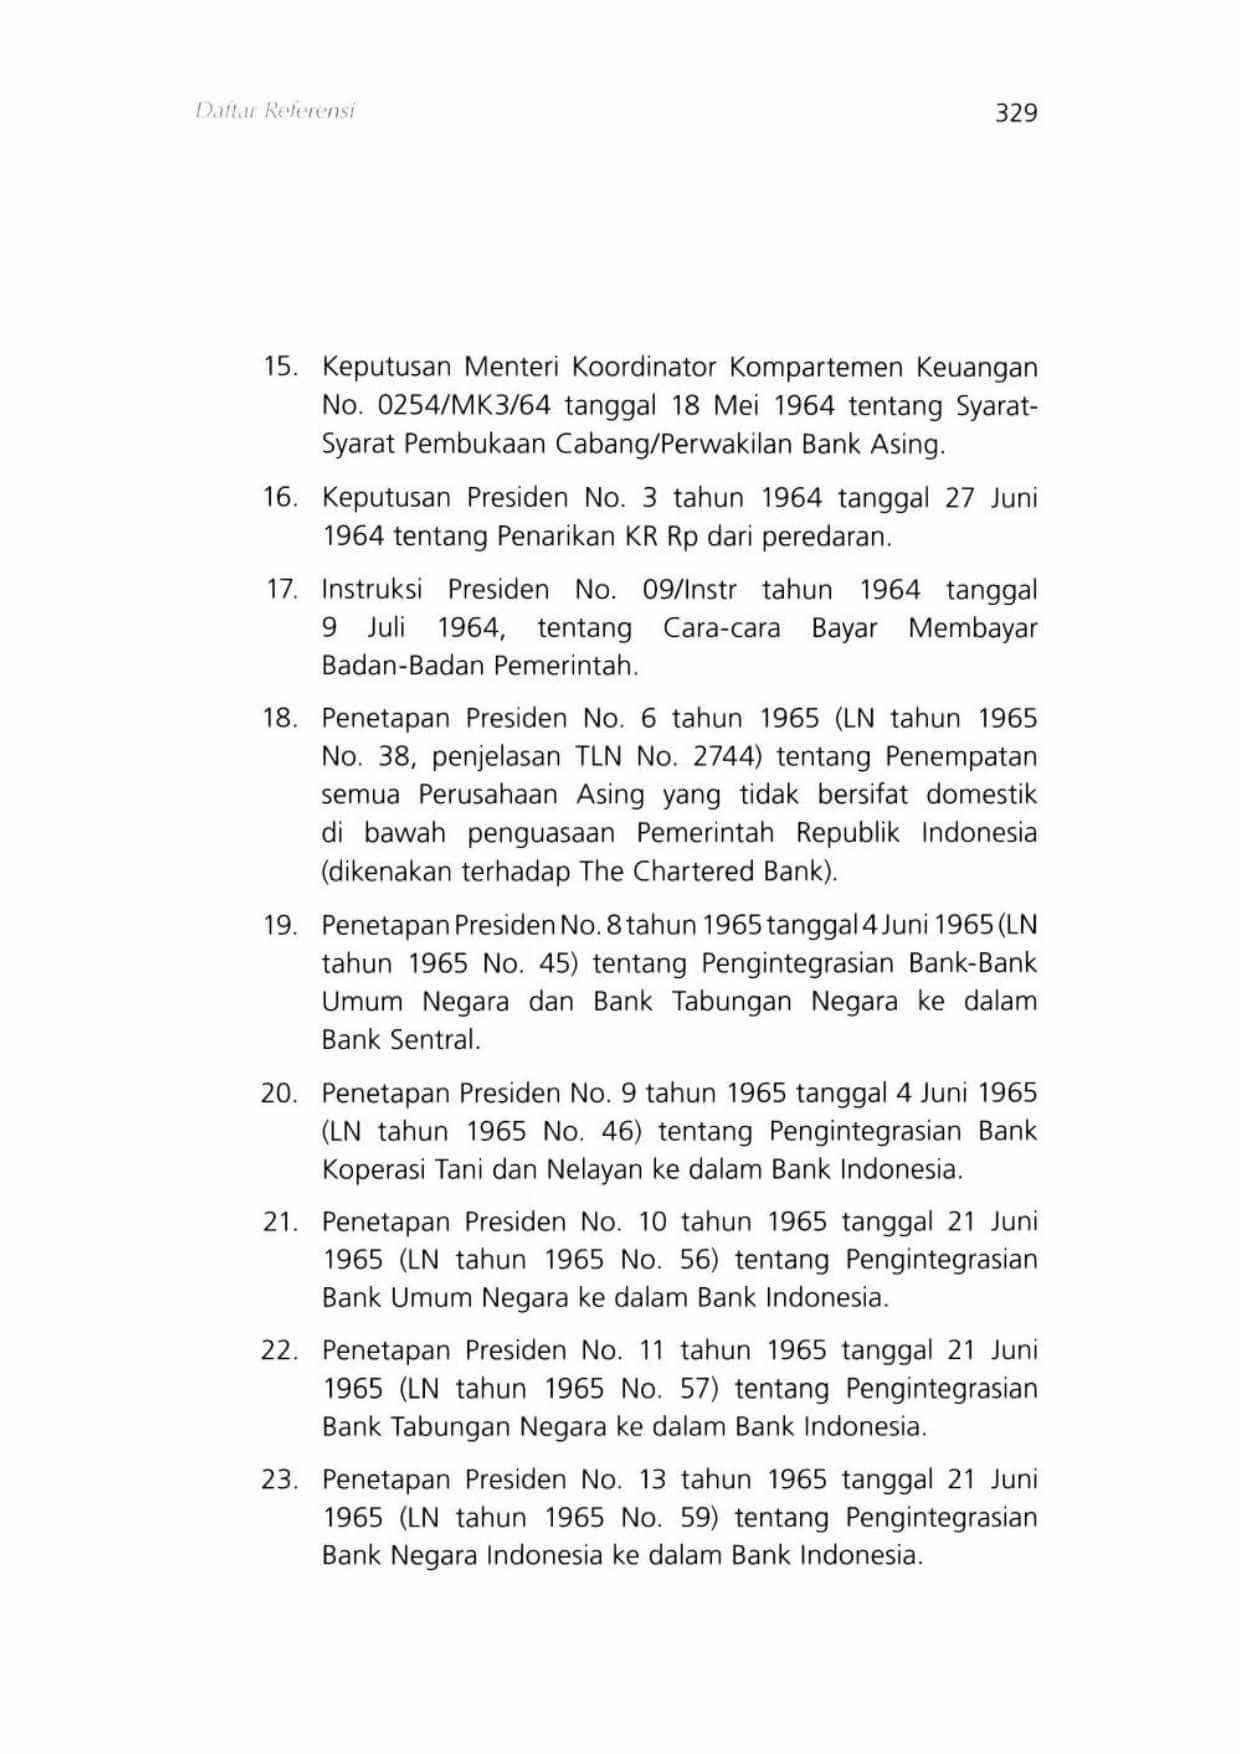 Daftar Referensi 329
15. Keputusan Menteri Koordinator Kompartemen Keuangan
No. 0254/MK3/64 tanggal 18 Mei 1964 tentang Syarat-
Syarat Pembukaan Cabang/Perwakilan Bank Asing.
16. Keputusan Presiden No. 3 tahun 1964 tanggal 27 Juni
1964 tentang Penarikan KR Rp dari peredaran.
17. Instruksi Presiden No. 09/Instr tahun 1964 tanggal
9 Juli 1964, tentang Cara-cara Bayar Membayar
Badan-Badan Pemerintah.
18. Penetapan Presiden No. 6 tahun 1965 (LN tahun 1965
No. 38, penjelasan TLN No. 2744) tentang Penempatan
semua Perusahaan Asing yang tidak bersifat domestik
di bawah penguasaan Pemerintah Republik Indonesia
(dikenakan terhadap The Chartered Bank).
19. Penetapan Presiden No. 8 tahun 1965 tanggal 4 Juni 1965 (LN
tahun 1965 No. 45) tentang Pengintegrasian Bank-Bank
Umum Negara dan Bank Tabungan Negara ke dalam
Bank Sentral.
20. Penetapan Presiden No. 9 tahun 1965 tanggal 4 Juni 1965
(LN tahun 1965 No. 46) tentang Pengintegrasian Bank
Koperasi Tani dan Nelayan ke dalam Bank Indonesia.
21. Penetapan Presiden No. 10 tahun 1965 tanggal 21 Juni
1965 (LN tahun 1965 No. 56) tentang Pengintegrasian
Bank Umum Negara ke dalam Bank Indonesia.
22. Penetapan Presiden No. 11 tahun 1965 tanggal 21 Juni
1965 (LN tahun 1965 No. 57) tentang Pengintegrasian
Bank Tabungan Negara ke dalam Bank Indonesia.
23. Penetapan Presiden No. 13 tahun 1965 tanggal 21 Juni
1965 (LN tahun 1965 No. 59) tentang Pengintegrasian
Bank Negara Indonesia ke dalam Bank Indonesia.